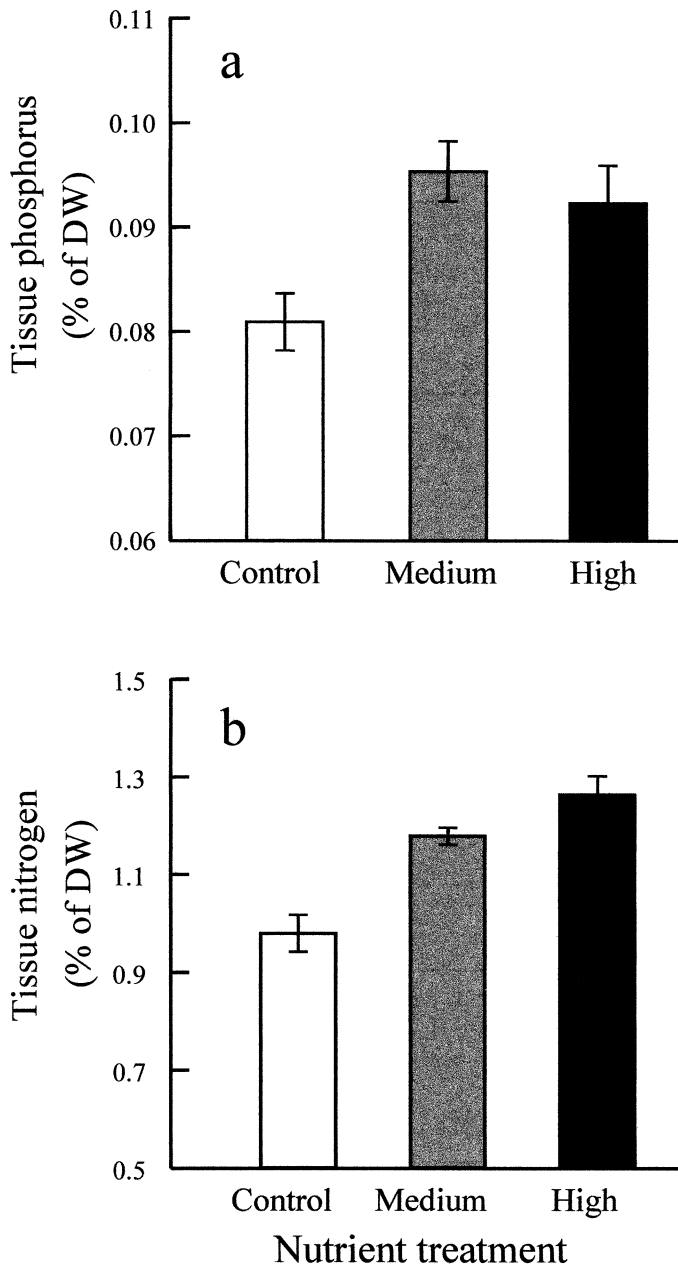 0.11
a
0.10
0.09
0.08
0.07
0.06
Tissue phosphorus
(% of DW)
Control Medium High
1.5
b
1.3
1.1
0.9
0.7
0.5
Tissue nitrogen
(% of DW)
Control Medium High
Nutrient treatment